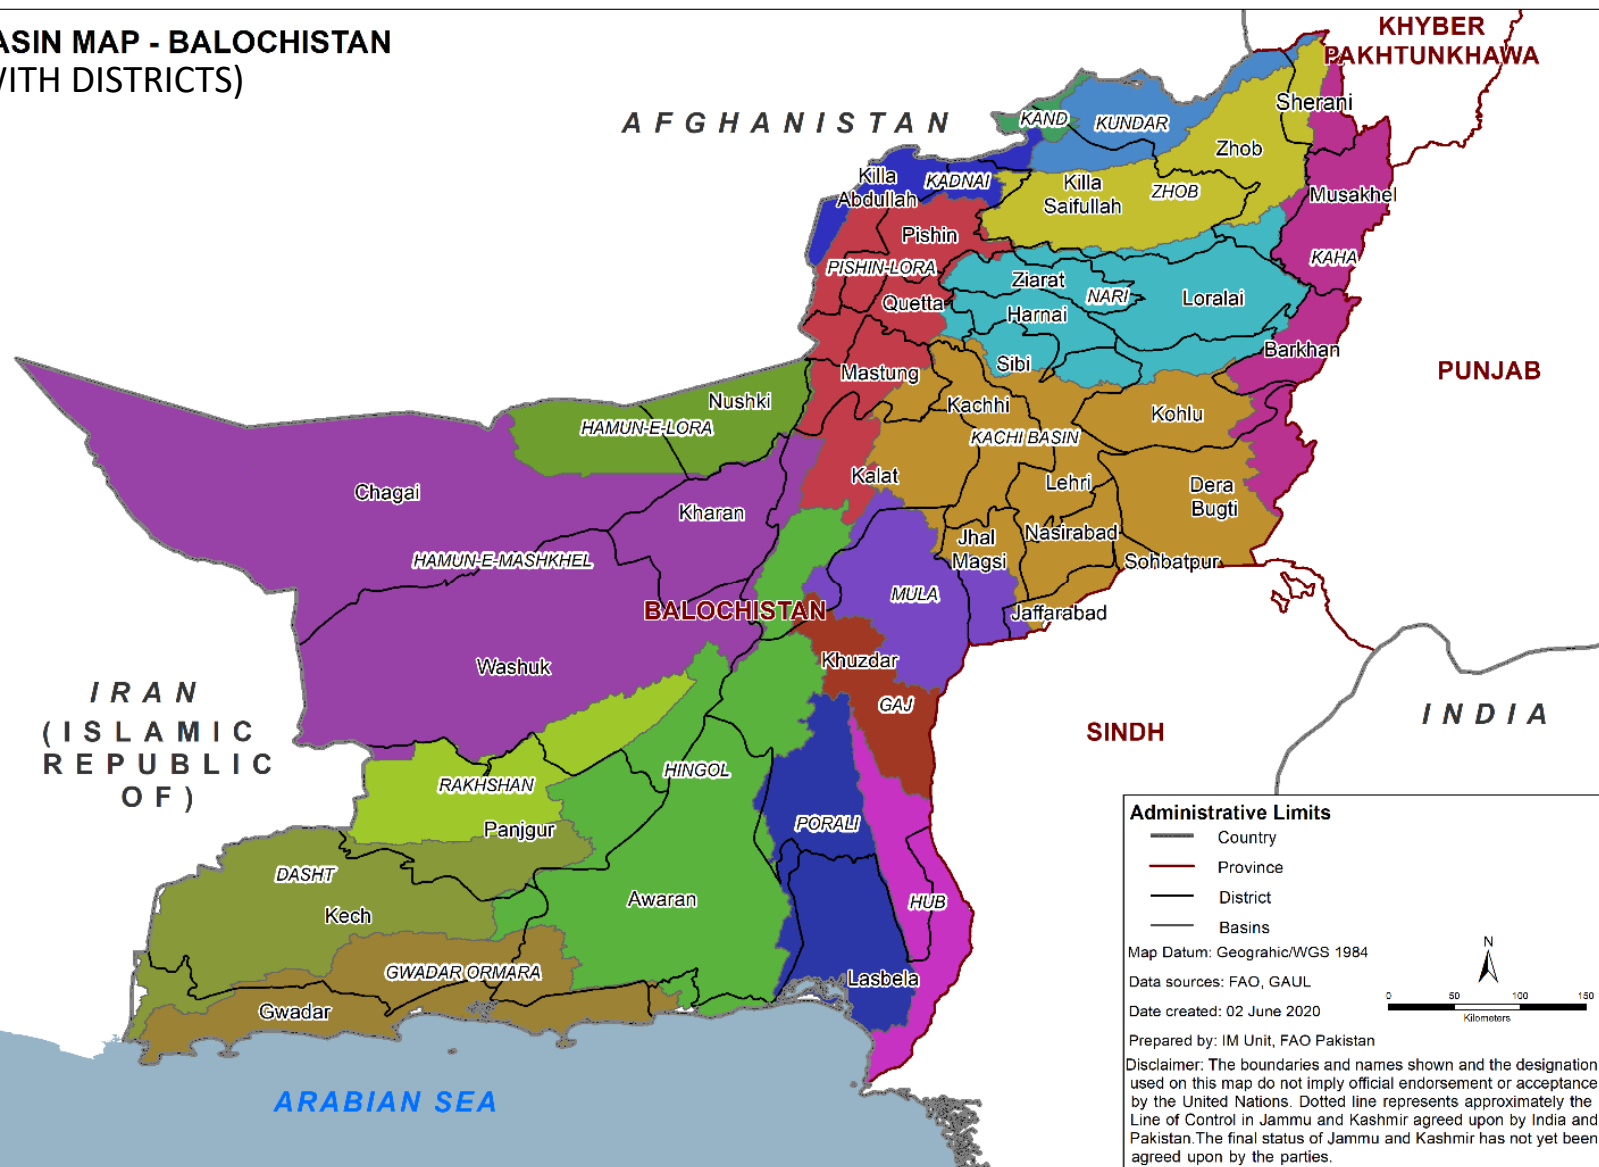 ASIN MAP - BALOCHISTAN
WITH DISTRICTS)
KHYBER
PAKHTUNKHAWA
AFGHANISTAN
Sherani
KAND
KUNDAR
Zhob
Killa
Abdullah
KADNAI
Killa
Saifullah
ZHOB
Musakhel
Pishin
KAHA
PISHIN-LORA
Ziarat
NARI
Loralai
Quetta
Harnai
Barkhan
Sibi
PUNJAB
Mastung
Nushki
Kachhi
Kohlu
HAMUN-E-LORA
KACHI BASIN
Kalat
Lehri
Dera
Bugti
Chagai
Kharan
Jhal
Magsi
Nasirabad
HAMUN-E-MASHKHEL
Sohbatpur
MULA
BALOCHISTAN
Jaffarabad
Washuk
Khuzdar
IRAN
(ISLAMIC
REPUBLIC
OF)
GAJ
SINDH
INDIA
HINGOL
RAKHSHAN
Panjgur
PORALI
DASHT
Kech
Awaran
HUB
GWADAR ORMARA
Lasbela
Gwadar
ARABIAN SEA
Administrative Limits
Country
Province
District
Basins
Map Datum: Geograhic/WGS 1984
N
Data sources: FAO, GAUL
0 50 100 150
Kilometers
Date created: 02 June 2020
Prepared by: IM Unit, FAO Pakistan
Disclaimer: The boundaries and names shown and the designation
used on this map do not imply official endorsement or acceptance
by the United Nations. Dotted line represents approximately the
Line of Control in Jammu and Kashmir agreed upon by India and
Pakistan.The final status of Jammu and Kashmir has not yet been
agreed upon by the parties.